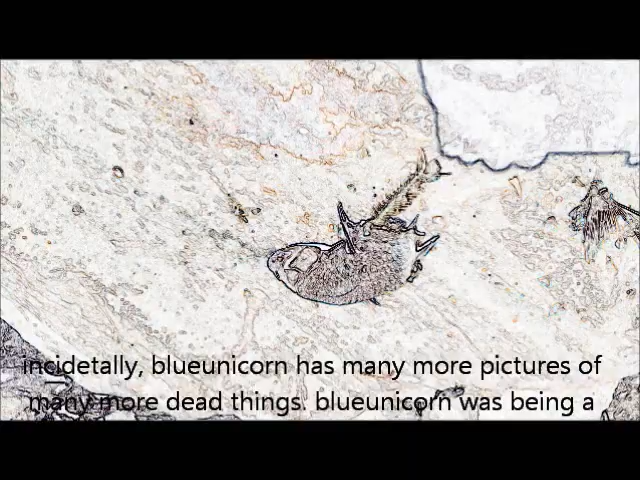 incidetally, blueunicorn has many more pictures of
many more dead things. blueunicorn was being a